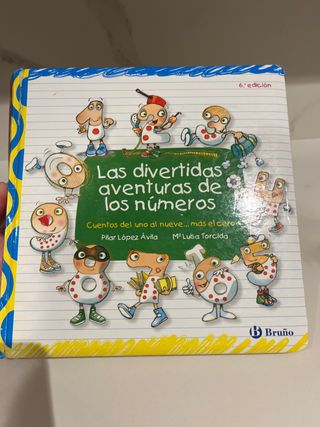 6.ª edición
Las divertidas
aventuras de
los números
Cuentos del uno al nueve... más el cero
Pilar López Ávila Mª Luisa Torcida
B Bruño